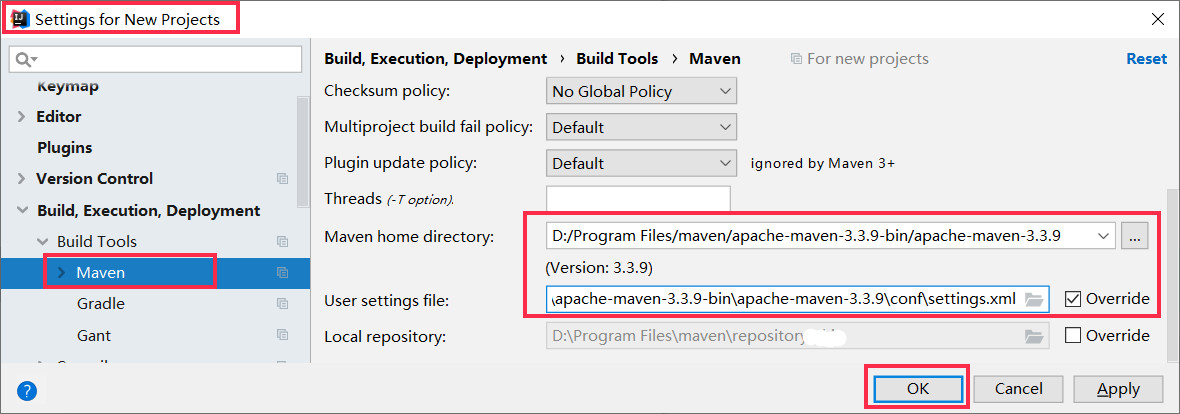 Settings for New Projects
Keymap
Editor
Plugins
Version Control
Build, Execution, Deployment
Build Tools
Maven
Gradle
Gant
Build, Execution, Deployment › Build Tools › Maven For new projects Reset
Checksum policy: No Global Policy
Multiproject build fail policy: Default
Plugin update policy: Default ignored by Maven 3+
Threads (-T option).
Maven home directory: D:/Program Files/maven/apache-maven-3.3.9-bin/apache-maven-3.3.9 ...
(Version: 3.3.9)
User settings file: \apache-maven-3.3.9-bin\apache-maven-3.3.9\conf\settings.xml Override
Local repository: D:\Program Files\maven\repository Override
? OK Cancel Apply